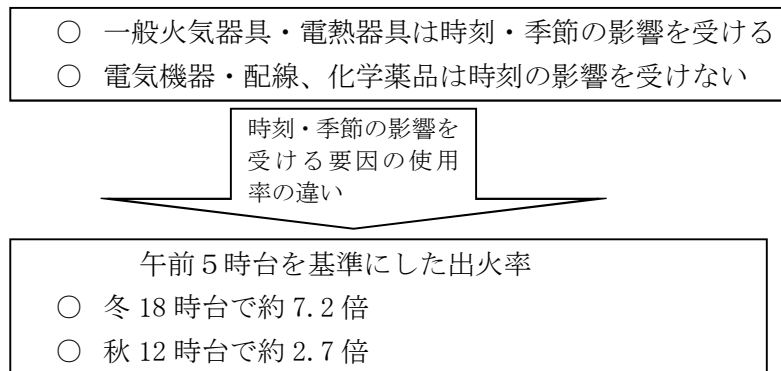 ○ 一般火気器具・電熱器具は時刻・季節の影響を受ける
○ 電気機器・配線、化学薬品は時刻の影響を受けない
時刻・季節の影響を
受ける要因の使用
率の違い
午前５時台を基準にした出火率
○ 冬 18 時台で約 7.2 倍
○ 秋 12 時台で約 2.7 倍